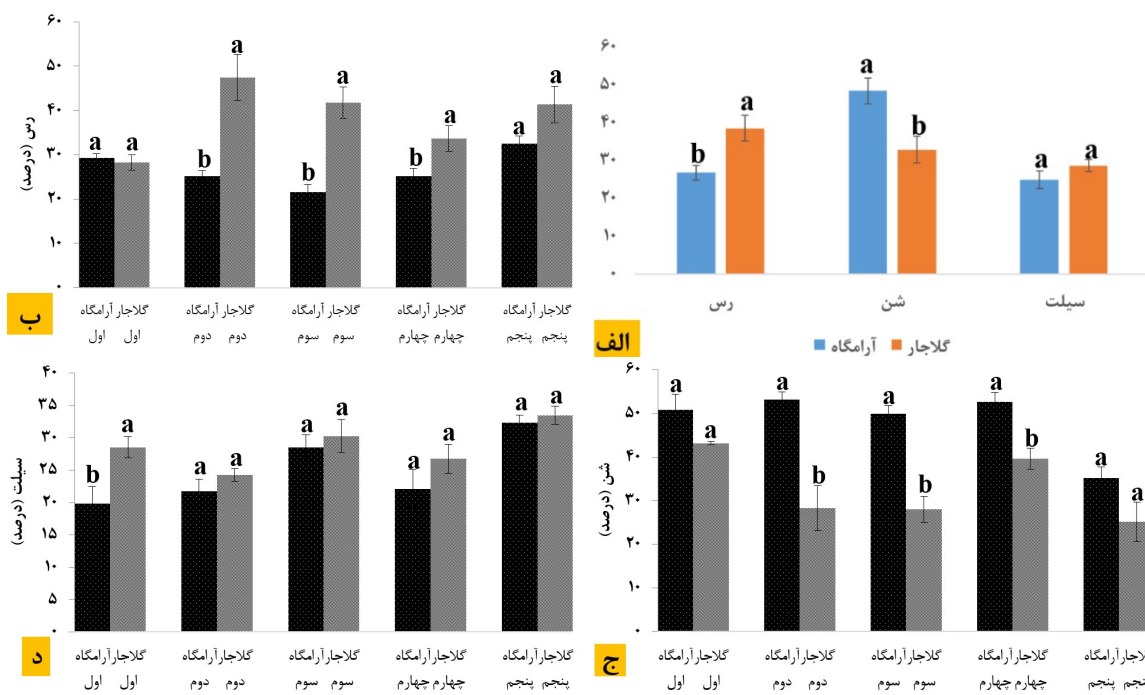 ۶۰
۵۰
۴۰
۳۰
۲۰
۱۰
۰
b a a b a a
رس شن سیلت
آرامگاه گلاجار
الف
رس (درصد)
۶۰
۵۰
۴۰
۳۰
۲۰
۱۰
۰
a a b a b a b a a a
گلاجار آرامگاه
اول اول
گلاجار آرامگاه
دوم دوم
گلاجار آرامگاه
سوم سوم
گلاجار آرامگاه
چهارم چهارم
گلاجار آرامگاه
پنجم پنجم
ب
شن (درصد)
۶۰
۵۰
۴۰
۳۰
۲۰
۱۰
۰
a a a b a b a b a a
گلاجار آرامگاه
اول اول
گلاجار آرامگاه
دوم دوم
گلاجار آرامگاه
سوم سوم
گلاجار آرامگاه
چهارم چهارم
آرامگاه
پنجم پنجم
ج
سیلت (درصد)
۴۰
۳۵
۳۰
۲۵
۲۰
۱۵
۱۰
۵
۰
b a a a a a a a a a
گلاجار آرامگاه
اول اول
گلاجار آرامگاه
دوم دوم
گلاجار آرامگاه
سوم سوم
گلاجار آرامگاه
چهارم چهارم
گلاجار آرامگاه
پنجم پنجم
د